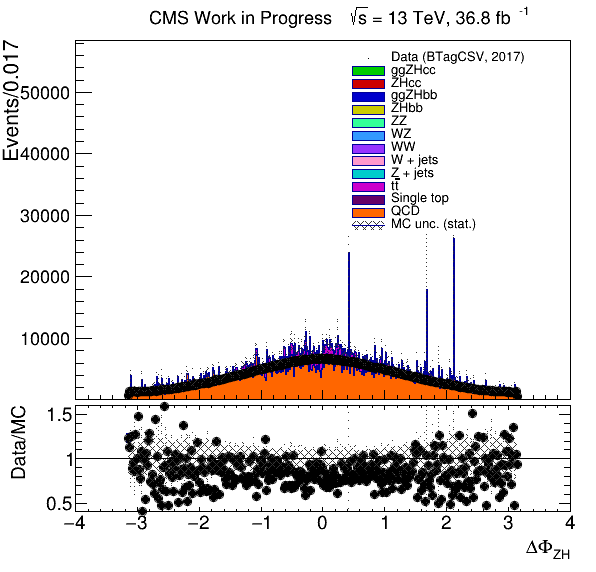 CMS Work in Progress √s = 13 TeV, 36.8 fb⁻¹
Events/0.017
50000
40000
30000
20000
10000
Data (BTagCSV, 2017)
ggZHcc
ZHcc
ggZHbb
ZHbb
ZZ
WZ
WW
W + jets
Z + jets
tt̅
Single top
QCD
MC unc. (stat.)
Data/MC
1.5
1
0.5
−4 −3 −2 −1 0 1 2 3 4
ΔΦ_ZH